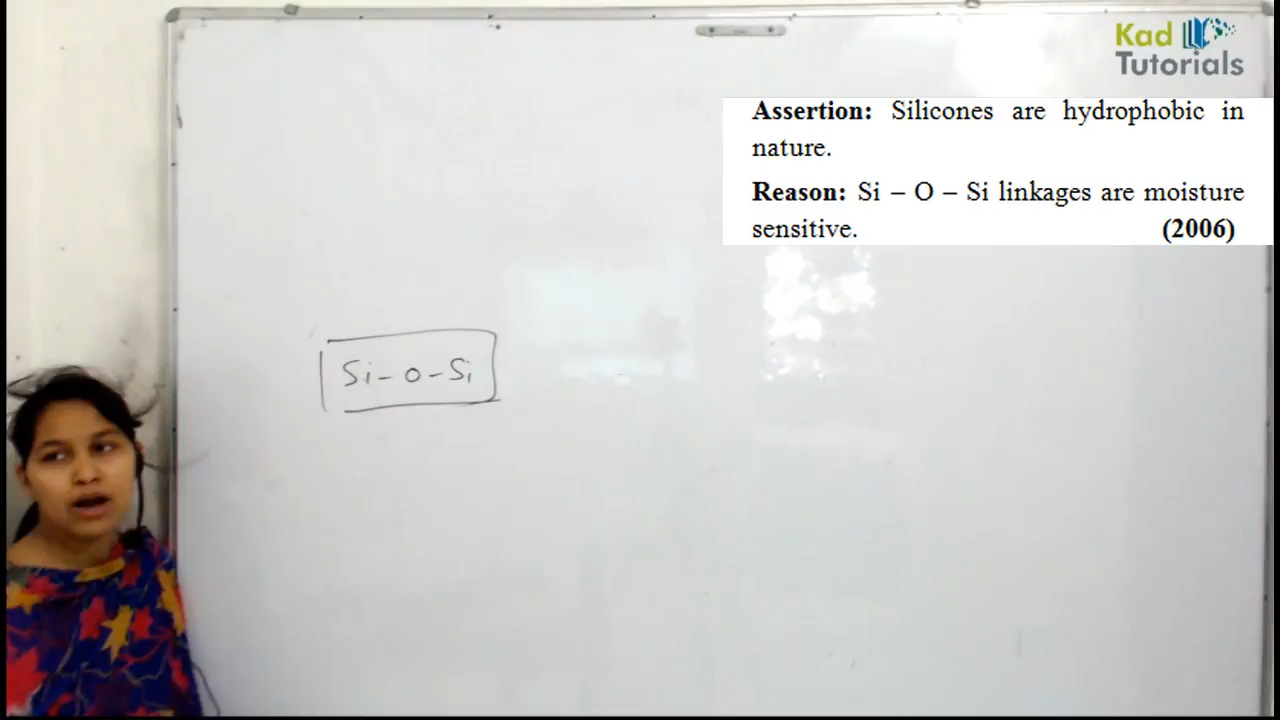 Kad
Tutorials
Assertion: Silicones are hydrophobic in
nature.
Reason: Si – O – Si linkages are moisture
sensitive. (2006)
Si-O-Si